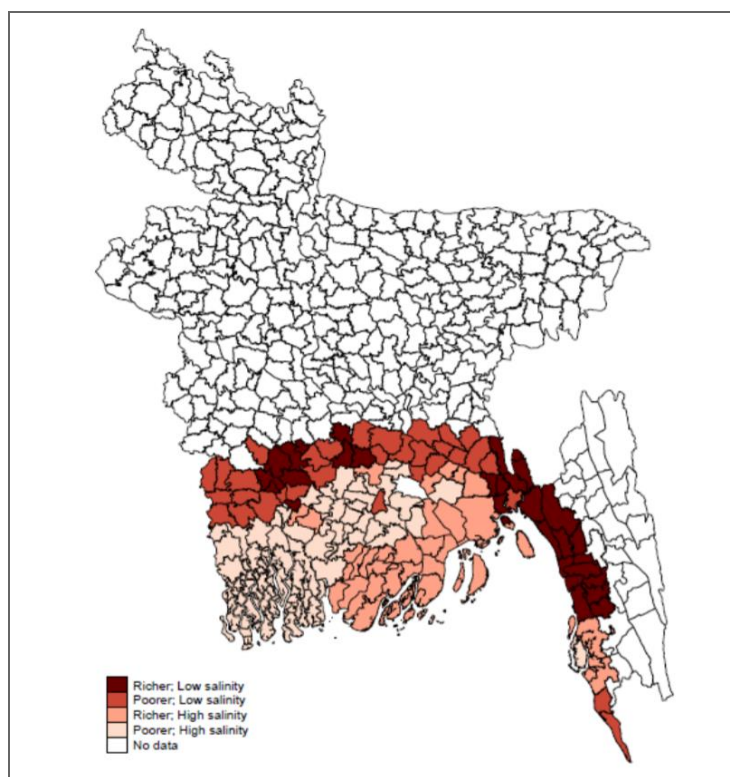 Richer; Low salinity
Poorer; Low salinity
Richer; High salinity
Poorer; High salinity
No data